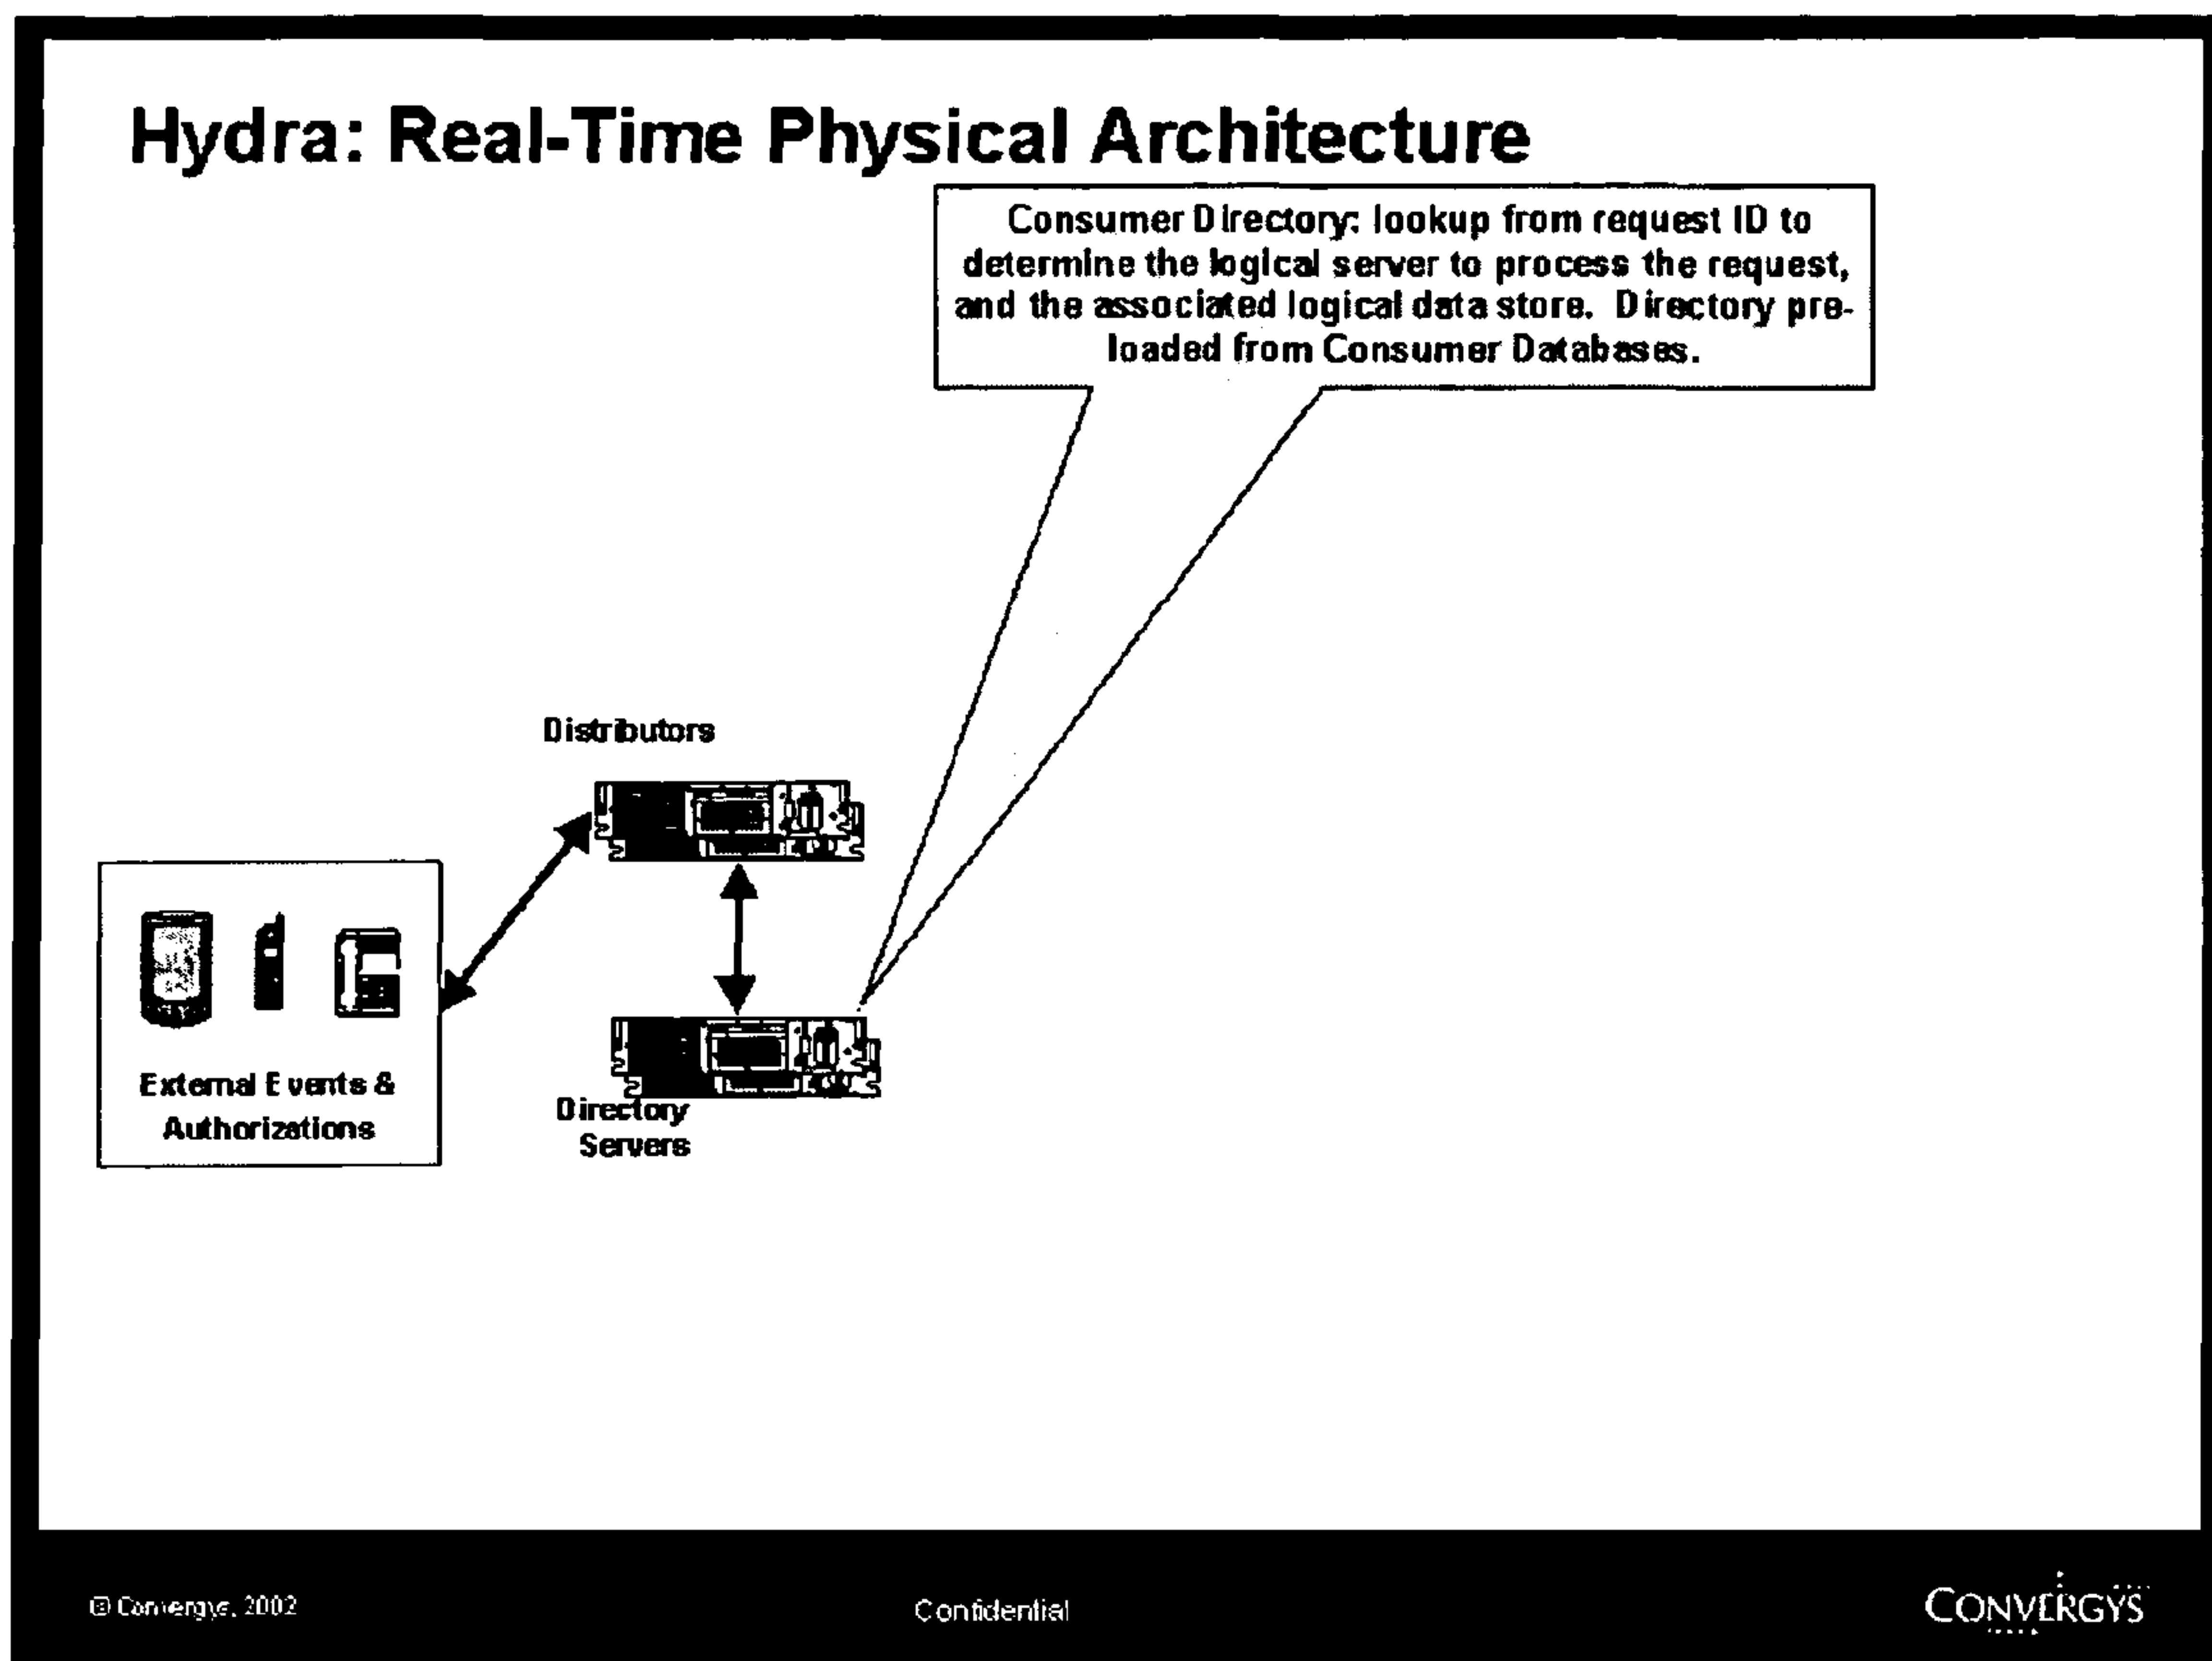 Hydra: Real-Time Physical Architecture
Consumer Directory: lookup from request ID to
determine the logical server to process the request,
and the associated logical data store. Directory pre-
loaded from Consumer Databases.
Distributors
External Events &
Authorizations
Directory
Servers
© Convergys, 2002
Confidential
CONVERGYS